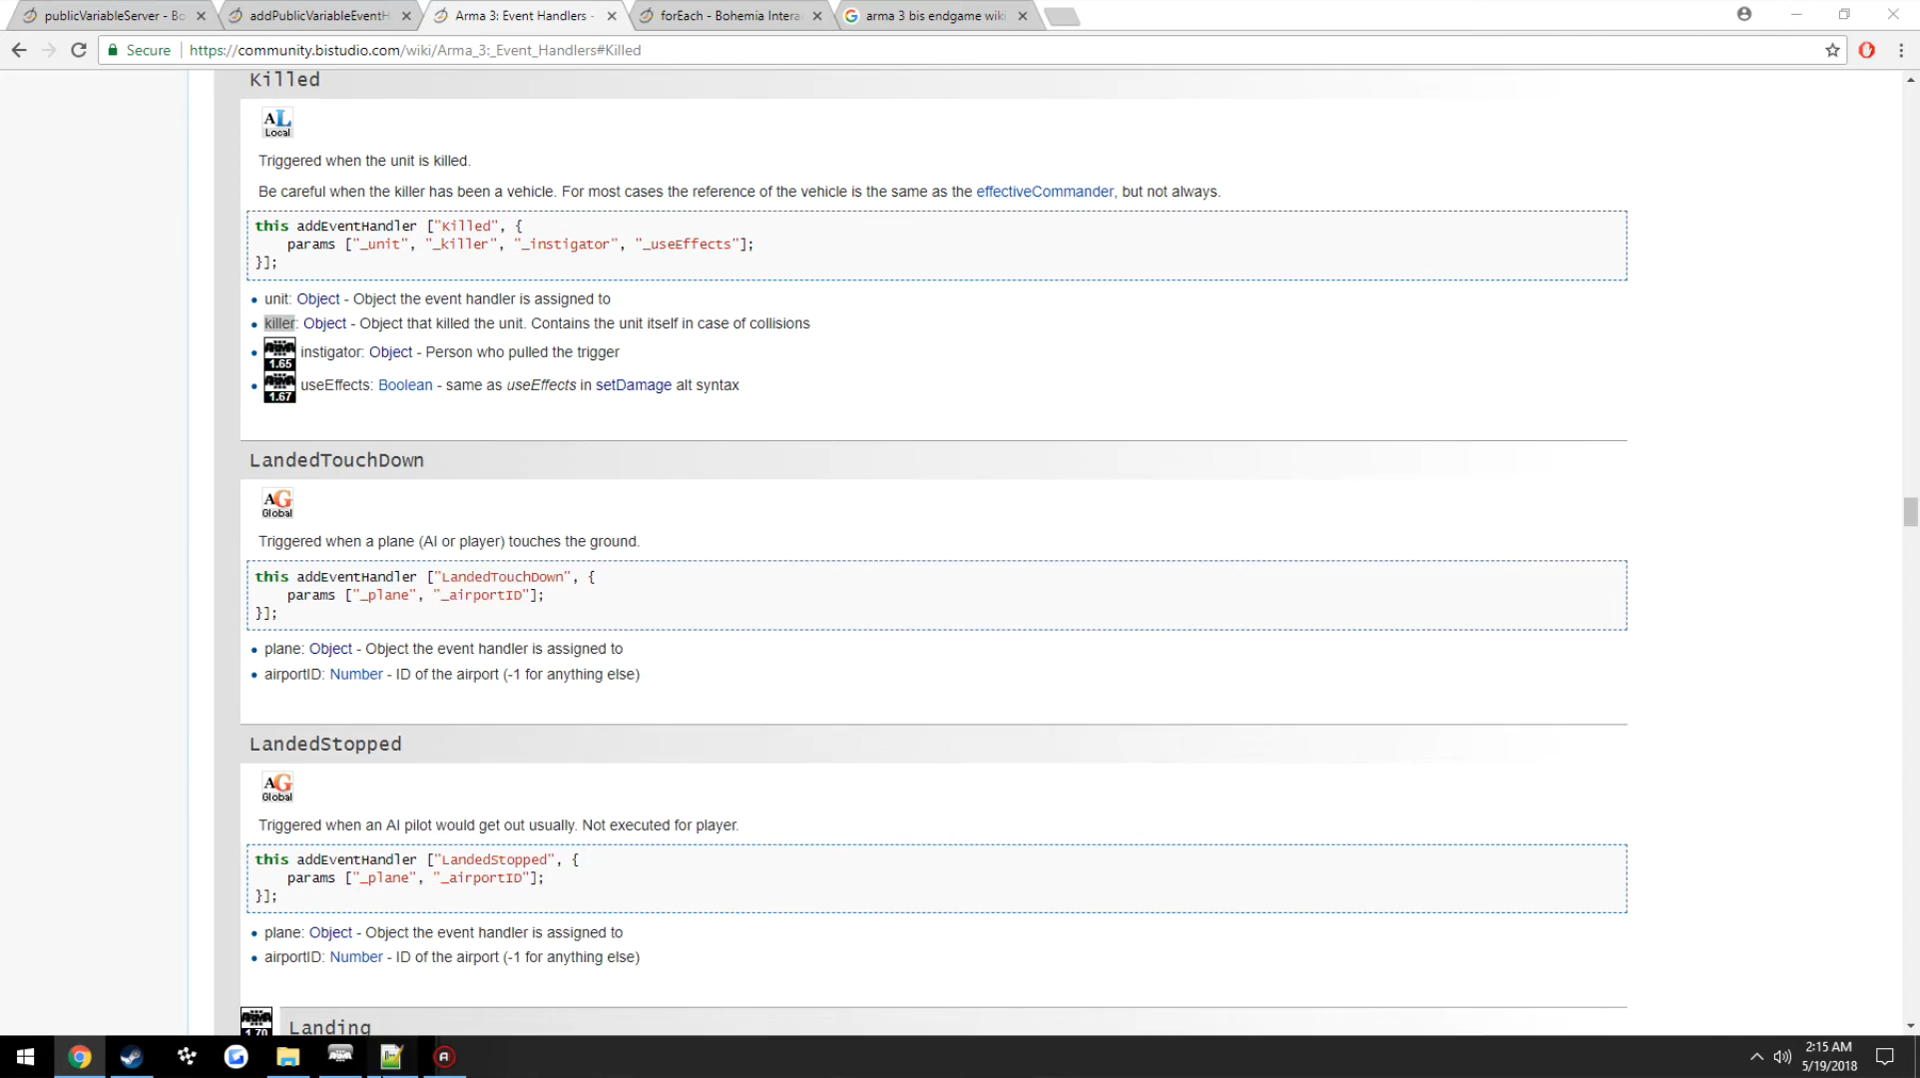 publicVariableServer - Bo
addPublicVariableEventH
Arma 3: Event Handlers -
forEach - Bohemia Intera
arma 3 bis endgame wiki
Secure
https://community.bistudio.com/wiki/Arma_3:_Event_Handlers#Killed
Killed
AL
Local
Triggered when the unit is killed.
Be careful when the killer has been a vehicle. For most cases the reference of the vehicle is the same as the effectiveCommander, but not always.
this addEventHandler ["Killed", {
params ["_unit", "_killer", "_instigator", "_useEffects"];
}];
unit: Object - Object the event handler is assigned to
killer: Object - Object that killed the unit. Contains the unit itself in case of collisions
1.65 instigator: Object - Person who pulled the trigger
1.67 useEffects: Boolean - same as useEffects in setDamage alt syntax
LandedTouchDown
AG
Global
Triggered when a plane (AI or player) touches the ground.
this addEventHandler ["LandedTouchDown", {
params ["_plane", "_airportID"];
}];
plane: Object - Object the event handler is assigned to
airportID: Number - ID of the airport (-1 for anything else)
LandedStopped
AG
Global
Triggered when an AI pilot would get out usually. Not executed for player.
this addEventHandler ["LandedStopped", {
params ["_plane", "_airportID"];
}];
plane: Object - Object the event handler is assigned to
airportID: Number - ID of the airport (-1 for anything else)
1.70 Landing
2:15 AM
5/19/2018